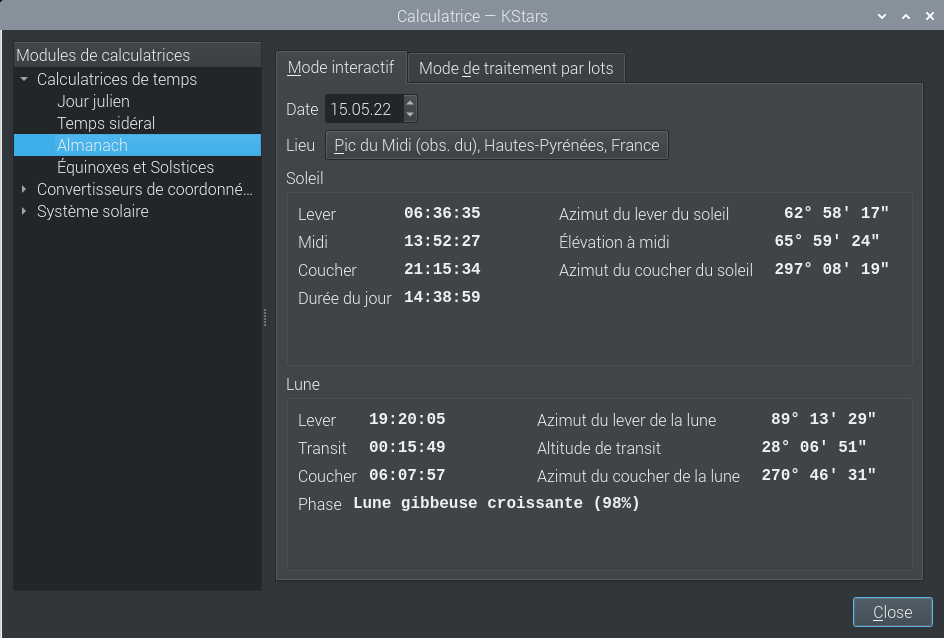 Calculatrice — KStars
Modules de calculatrices
Calculatrices de temps
Jour julien
Temps sidéral
Almanach
Équinoxes et Solstices
Convertisseurs de coordonné…
Système solaire
Mode interactif
Mode de traitement par lots
Date 15.05.22
Lieu Pic du Midi (obs. du), Hautes-Pyrénées, France
Soleil
Lever 06:36:35 Azimut du lever du soleil 62° 58' 17"
Midi 13:52:27 Élévation à midi 65° 59' 24"
Coucher 21:15:34 Azimut du coucher du soleil 297° 08' 19"
Durée du jour 14:38:59
Lune
Lever 19:20:05 Azimut du lever de la lune 89° 13' 29"
Transit 00:15:49 Altitude de transit 28° 06' 51"
Coucher 06:07:57 Azimut du coucher de la lune 270° 46' 31"
Phase Lune gibbeuse croissante (98%)
Close